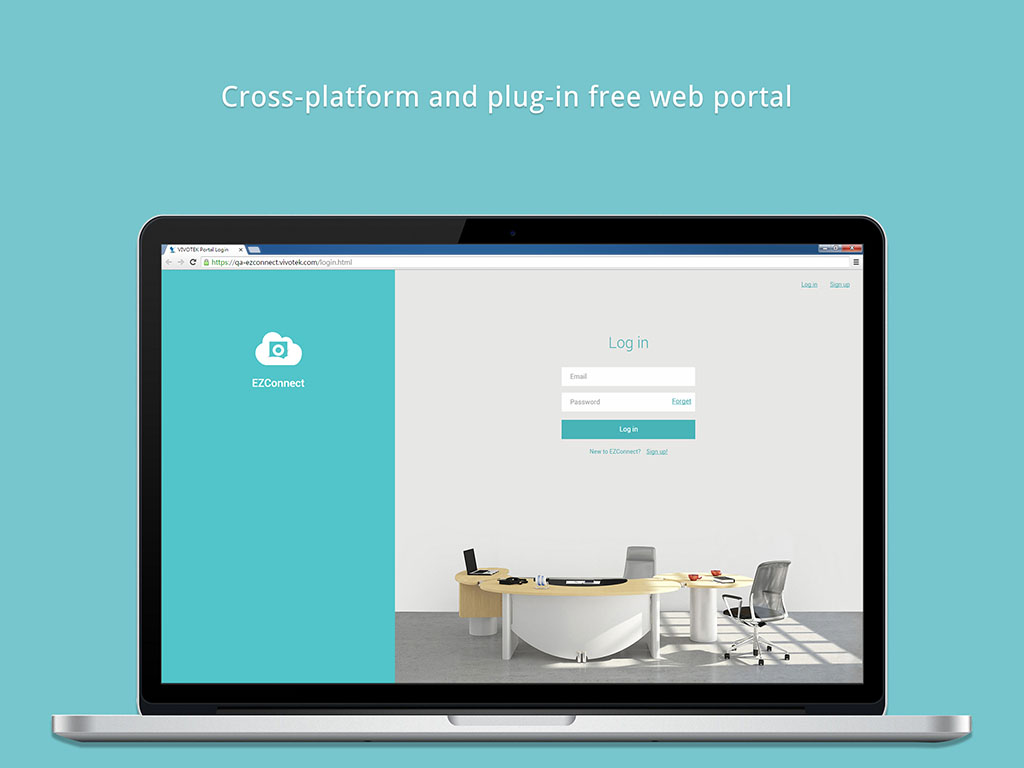 Cross-platform and plug-in free web portal
VIVOTEK Portal Login
https://qa-ezconnect.vivotek.com/login.html
Log in Sign up
EZConnect
Log in
Email
Password Forget
Log in
New to EZConnect? Sign up!